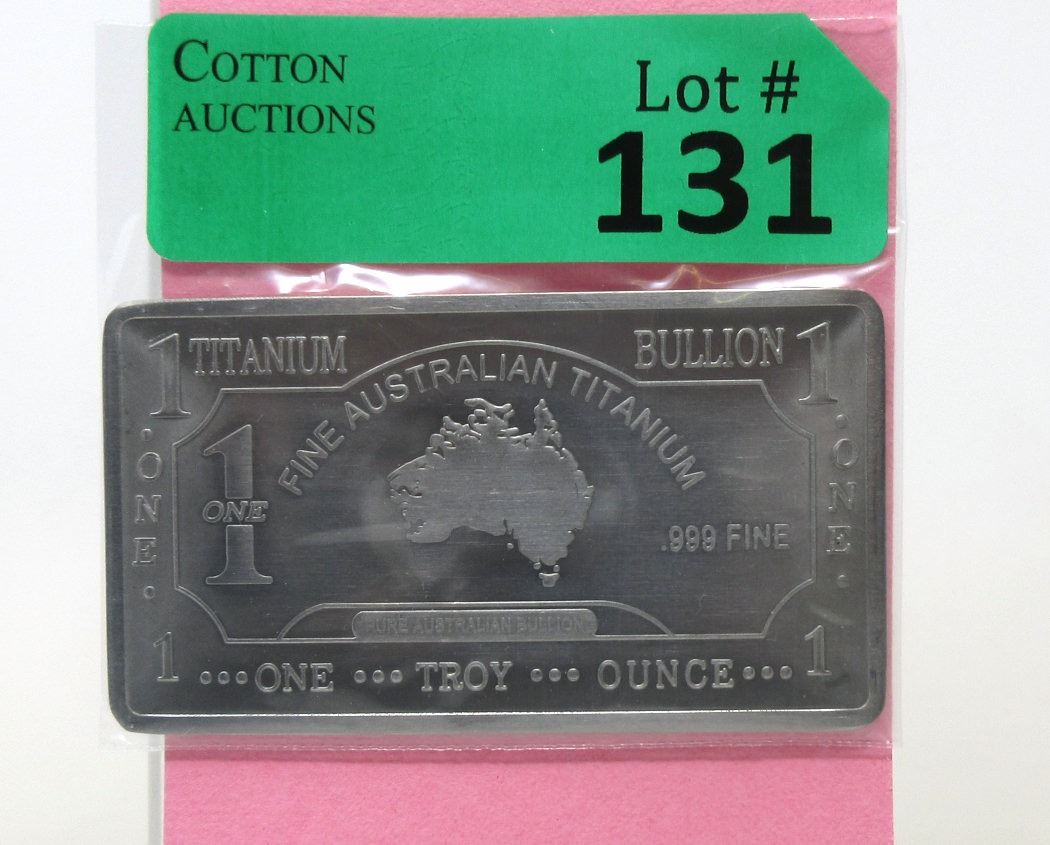 COTTON
AUCTIONS
Lot #
131
1 TITANIUM BULLION 1
FINE AUSTRALIAN TITANIUM
1
ONE
.999 FINE
· ONE ·
· ONE ·
PURE AUSTRALIAN BULLION
1 ...ONE ... TROY ... OUNCE... 1